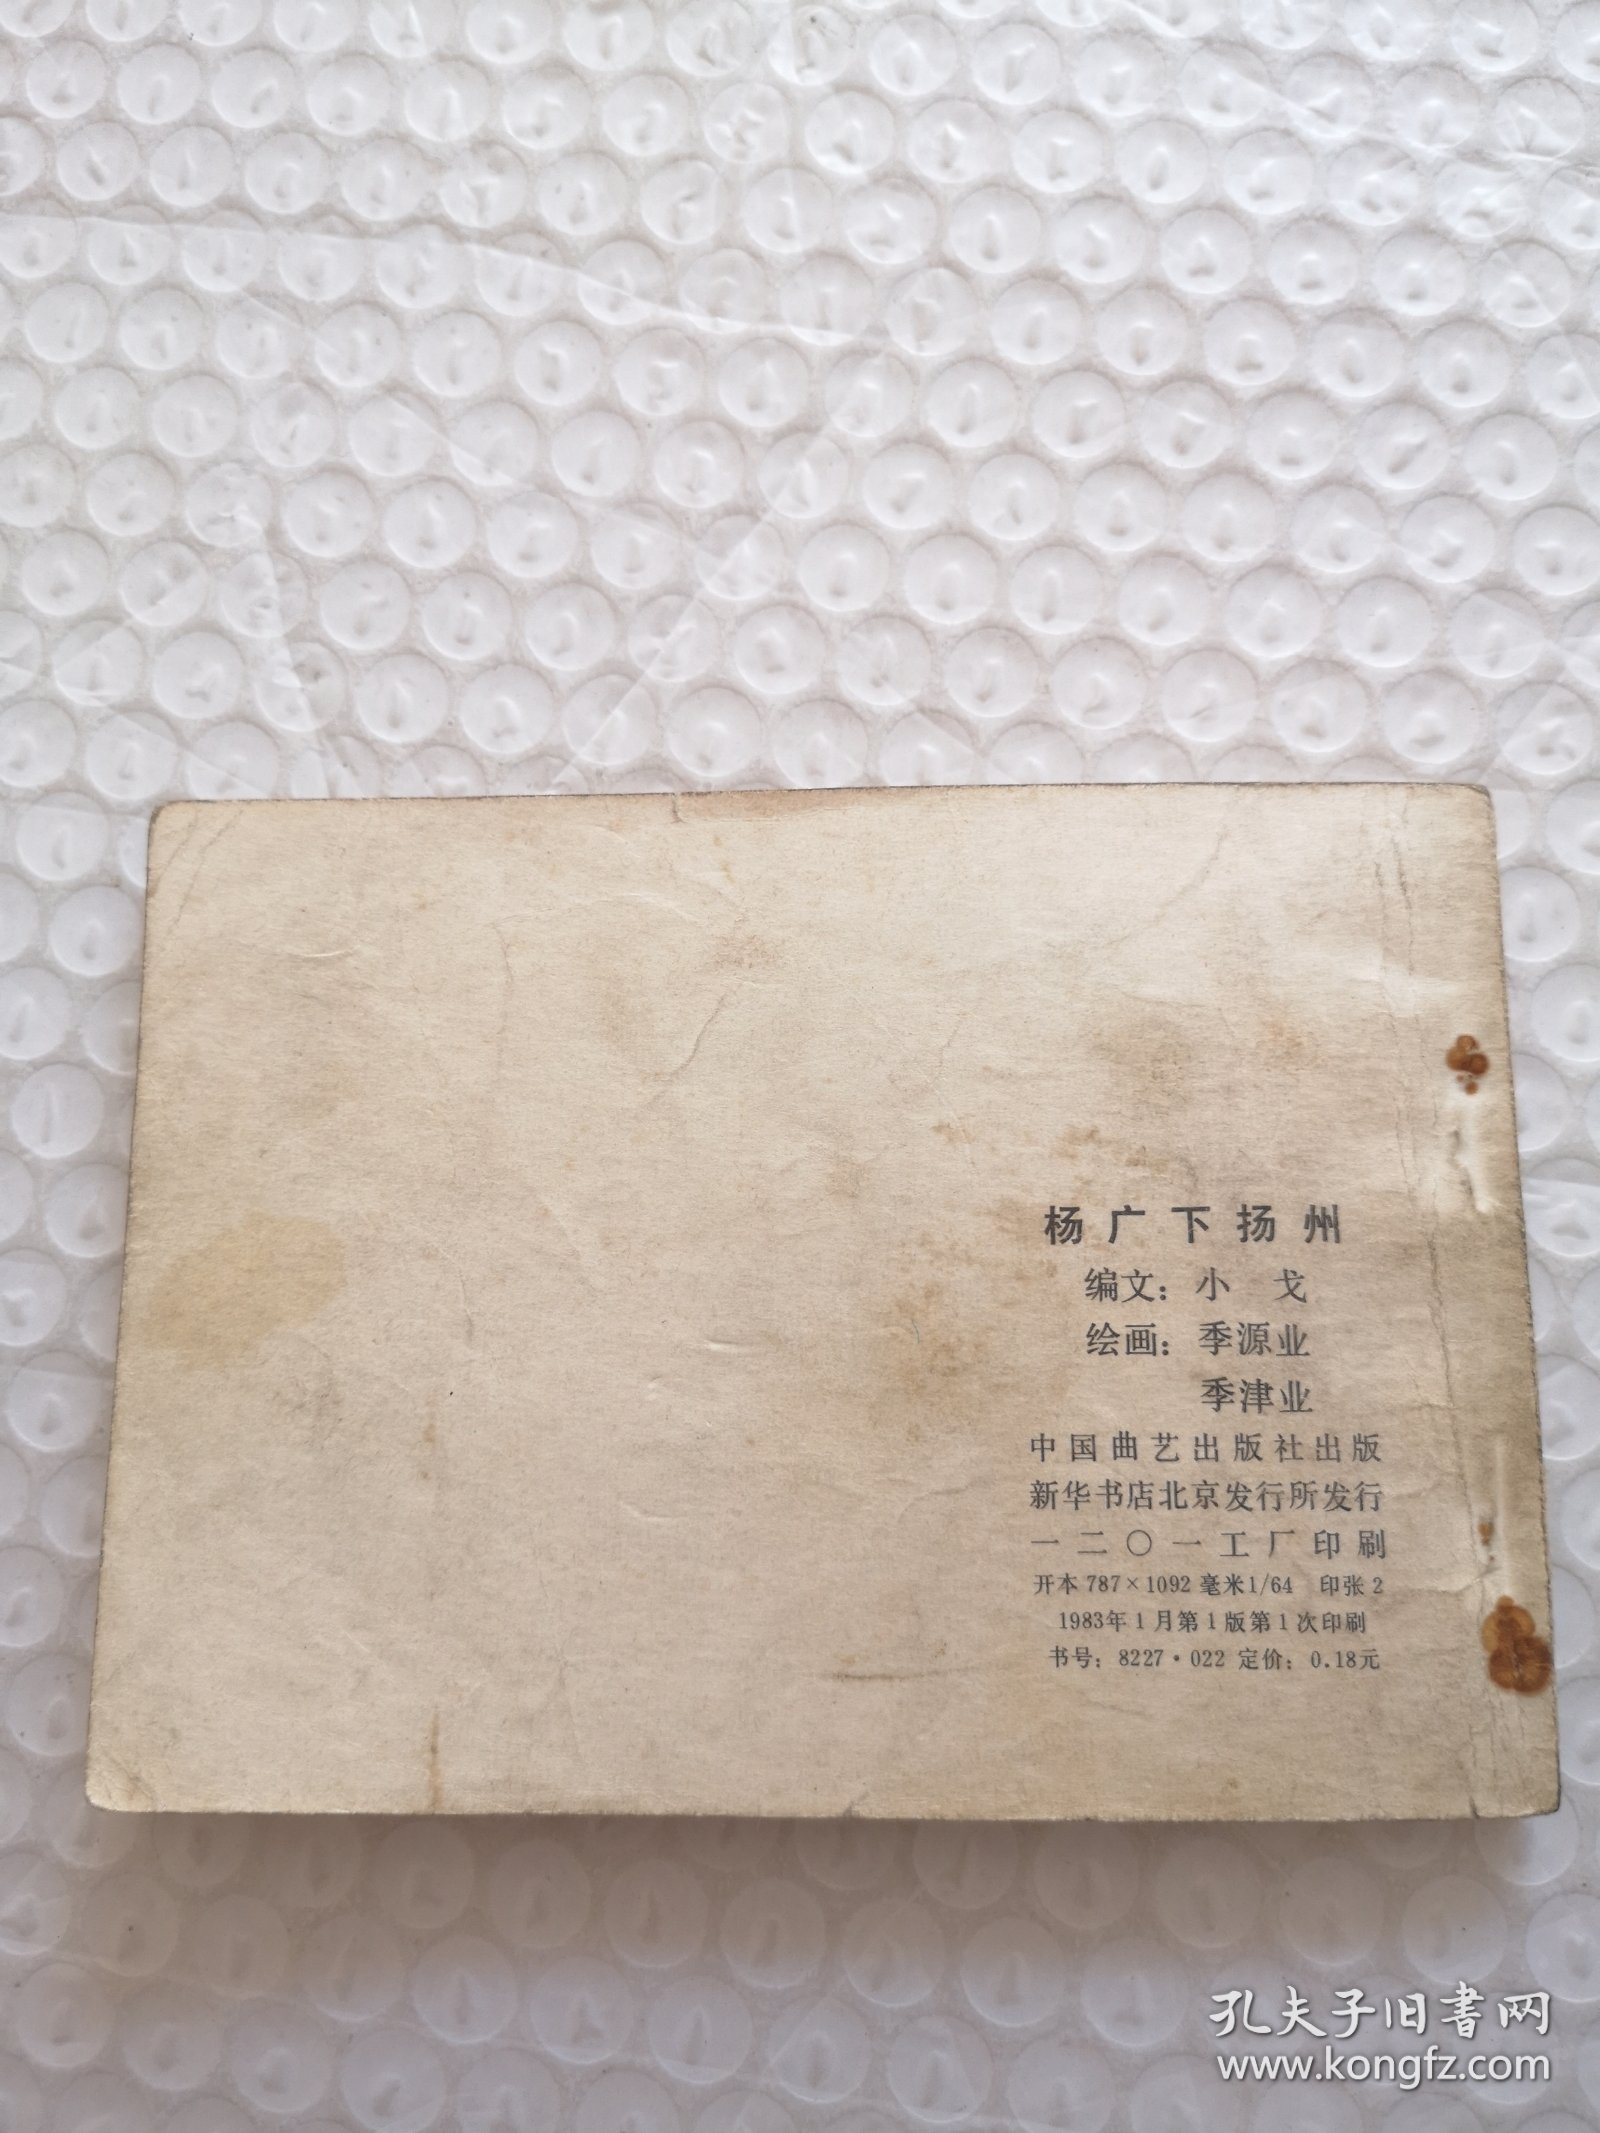 杨广下扬州
编文：小 戈
绘画：季源业
季津业
中国曲艺出版社出版
新华书店北京发行所发行
一二〇一工厂印刷
开本 787×1092 毫米1/64 印张 2
1983年1月第1版第1次印刷
书号：8227·022 定价：0.18元
孔夫子旧書网
www.kongfz.com